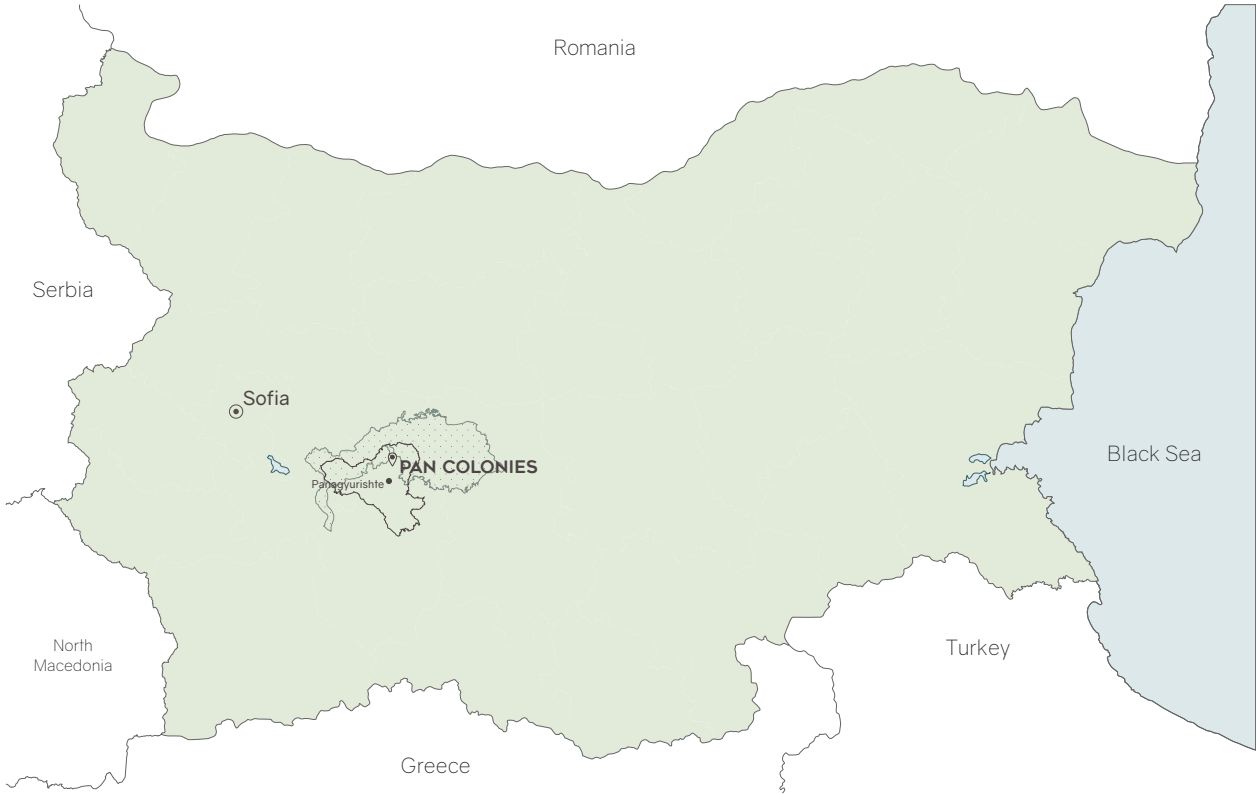 Romania
Serbia
Sofia
Black Sea
PAN COLONIES
Panagyurishte
North
Macedonia
Turkey
Greece